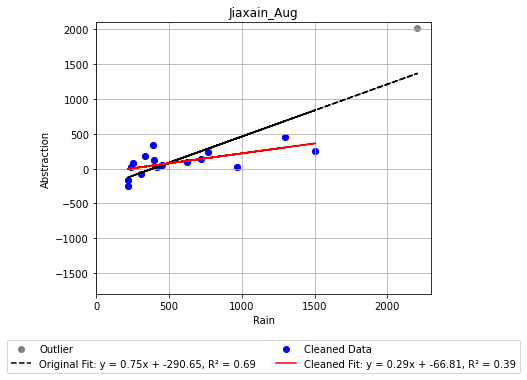 Jiaxain_Aug
2000
1500
1000
500
0
−500
−1000
−1500
Abstraction
0 500 1000 1500 2000
Rain
Outlier Cleaned Data
Original Fit: y = 0.75x + -290.65, R² = 0.69 Cleaned Fit: y = 0.29x + -66.81, R² = 0.39